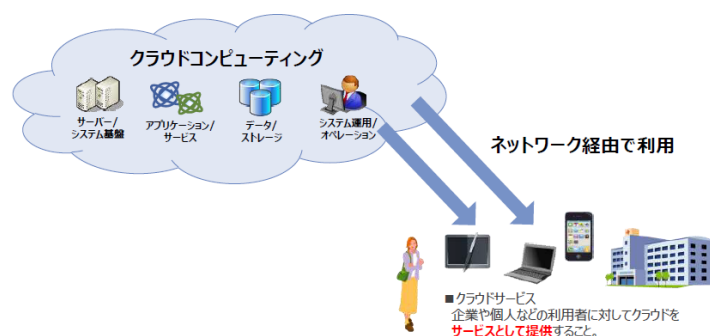 クラウドコンピューティング
サーバー/
システム基盤
アプリケーション/
サービス
データ/
ストレージ
システム運用/
オペレーション
ネットワーク経由で利用
■クラウドサービス
企業や個人などの利用者に対してクラウドを
サービスとして提供すること。